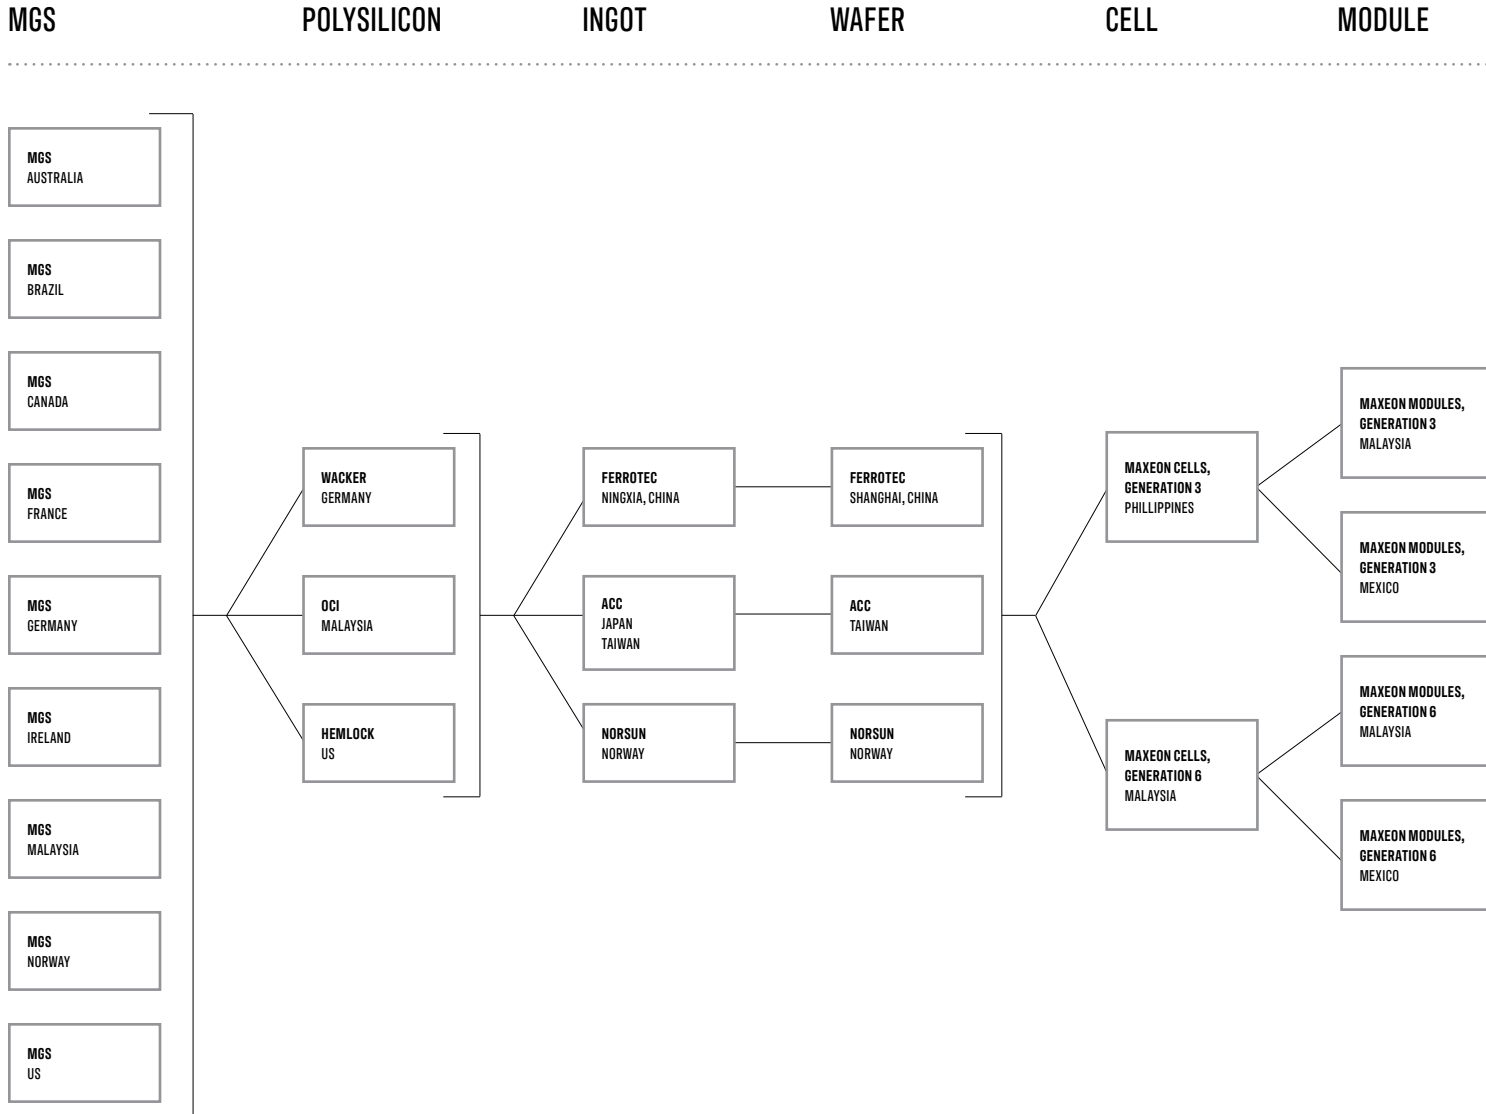 MGS
POLYSILICON
INGOT
WAFER
CELL
MODULE
MGS
AUSTRALIA
MGS
BRAZIL
MGS
CANADA
MGS
FRANCE
MGS
GERMANY
MGS
IRELAND
MGS
MALAYSIA
MGS
NORWAY
MGS
US
WACKER
GERMANY
OCI
MALAYSIA
HEMLOCK
US
FERROTEC
NINGXIA, CHINA
ACC
JAPAN
TAIWAN
NORSUN
NORWAY
FERROTEC
SHANGHAI, CHINA
ACC
TAIWAN
NORSUN
NORWAY
MAXEON CELLS,
GENERATION 3
PHILLIPPINES
MAXEON CELLS,
GENERATION 6
MALAYSIA
MAXEON MODULES,
GENERATION 3
MALAYSIA
MAXEON MODULES,
GENERATION 3
MEXICO
MAXEON MODULES,
GENERATION 6
MALAYSIA
MAXEON MODULES,
GENERATION 6
MEXICO